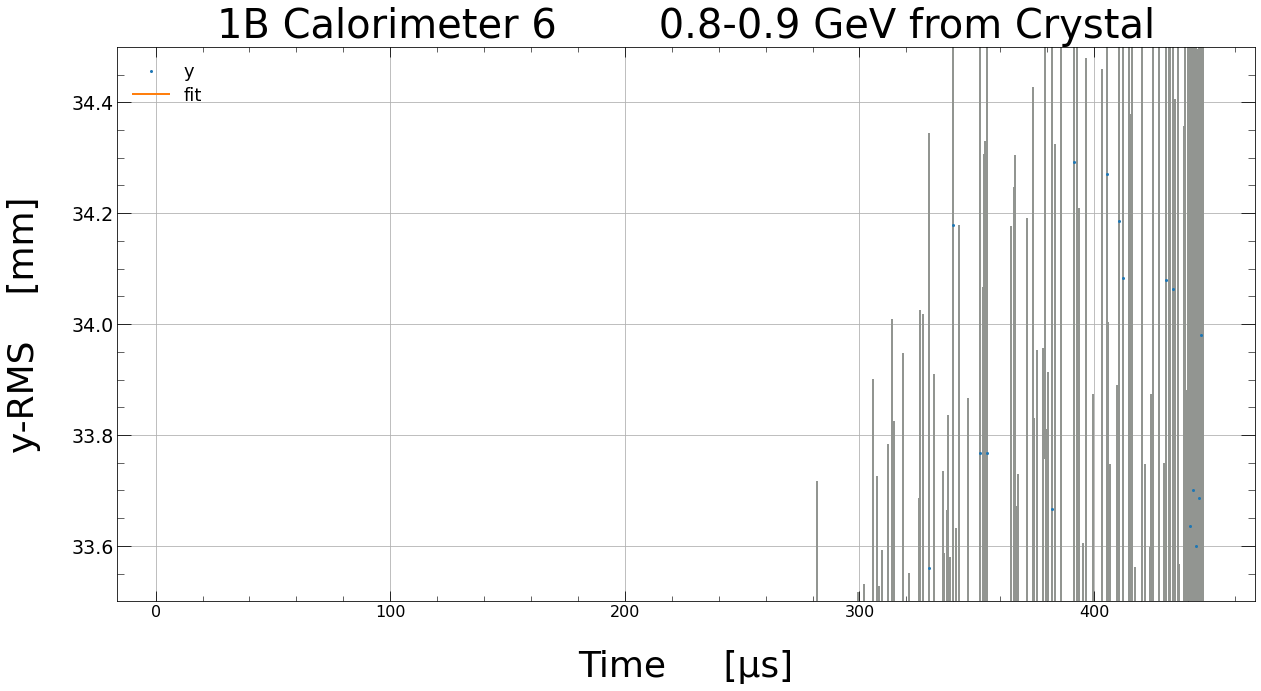 1B Calorimeter 6 0.8-0.9 GeV from Crystal
y
fit
34.4
34.2
34.0
33.8
33.6
y-RMS [mm]
0 100 200 300 400
Time [µs]